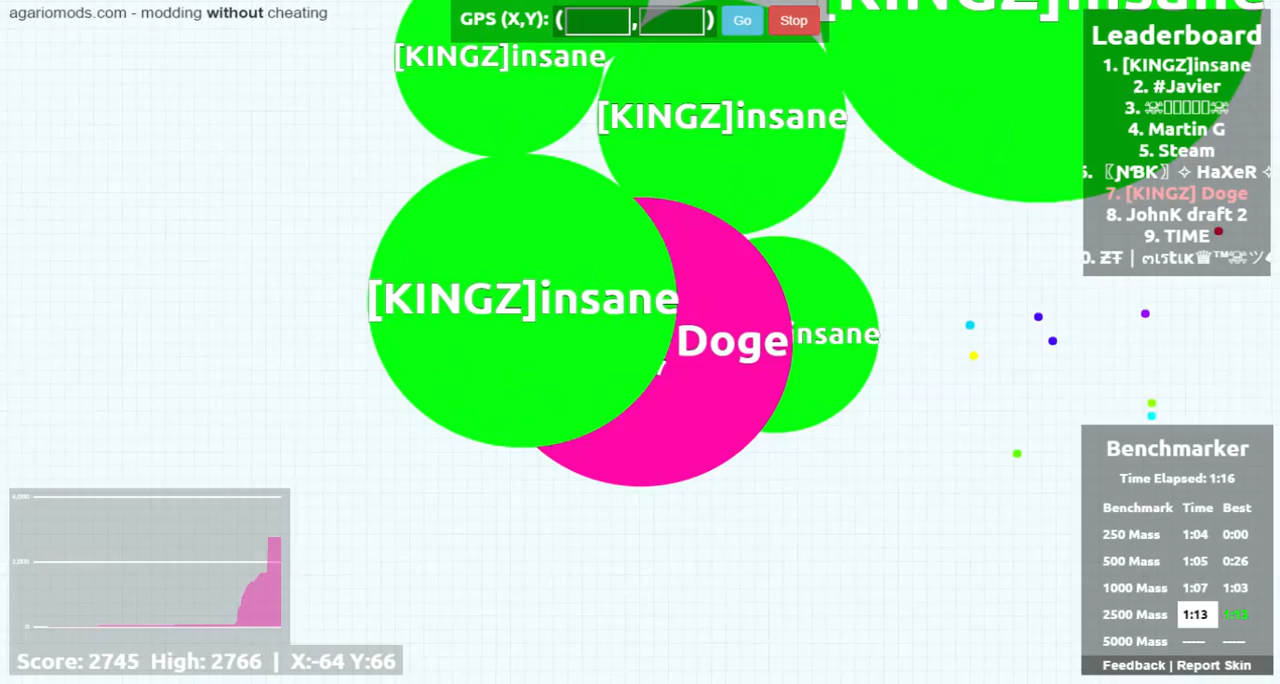 agariomods.com - modding without cheating
GPS (X,Y): ( , ) Go Stop
[KINGZ]insane
[KINGZ]insane
[KINGZ]insane
[KINGZ]insane
Doge
insane
Leaderboard
1. [KINGZ]insane
2. #Javier
3.
4. Martin G
5. Steam
HaXeR
7. [KINGZ] Doge
8. JohnK draft 2
9. TIME
Benchmarker
Time Elapsed: 1:16
Benchmark Time Best
250 Mass 1:04 0:00
500 Mass 1:05 0:26
1000 Mass 1:07 1:03
2500 Mass 1:13
5000 Mass ----- -----
Feedback | Report Skin
4,000
2,000
0
Score: 2745 High: 2766 | X:-64 Y:66